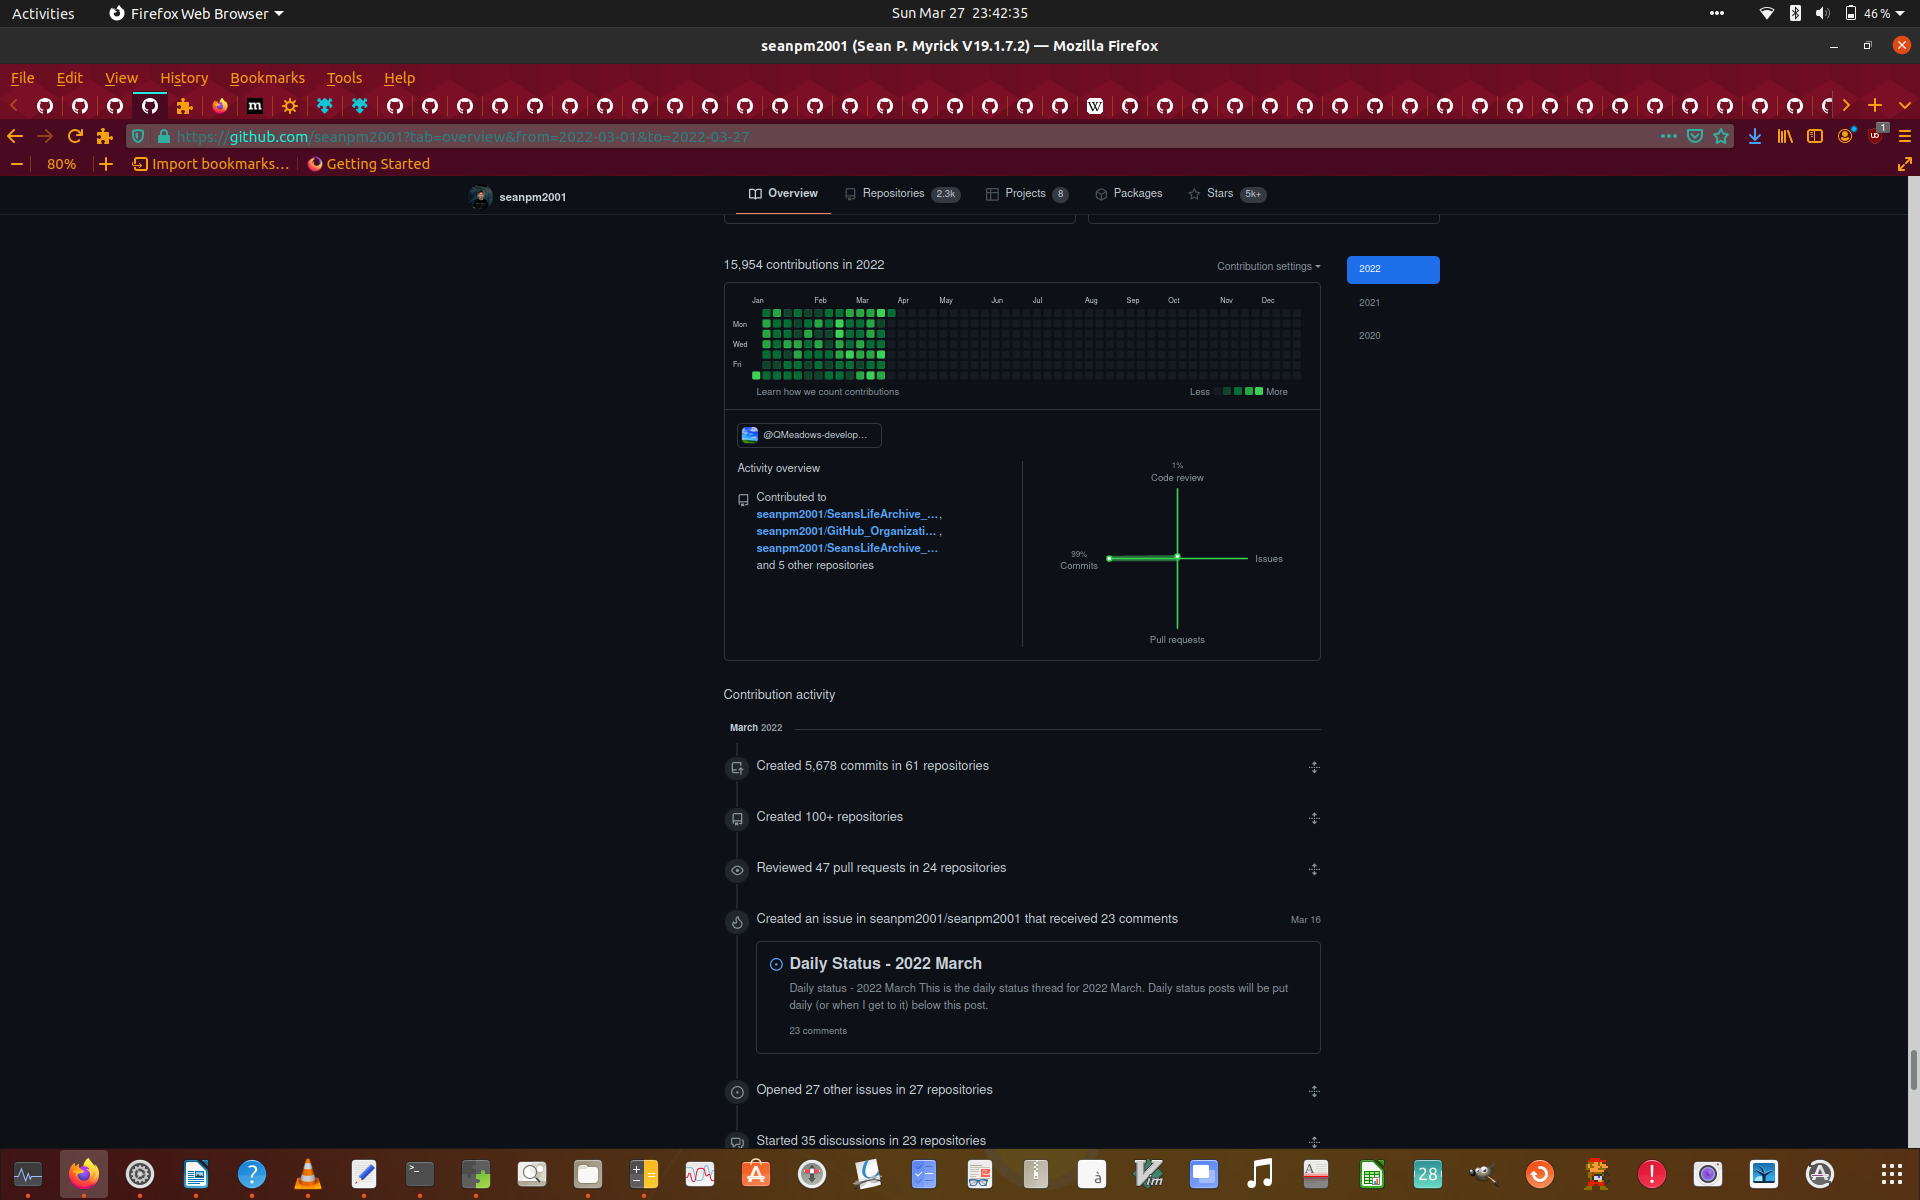 Activities
Firefox Web Browser
Sun Mar 27 23:42:35
46 %
seanpm2001 (Sean P. Myrick V19.1.7.2) — Mozilla Firefox
File Edit View History Bookmarks Tools Help
https://github.com/seanpm2001?tab=overview&from=2022-03-01&to=2022-03-27
1
80%
Import bookmarks…
Getting Started
seanpm2001
Overview
Repositories 2.3k
Projects 8
Packages
Stars 5k+
15,954 contributions in 2022
Contribution settings
2022
2021
2020
Jan Feb Mar Apr May Jun Jul Aug Sep Oct Nov Dec
Mon
Wed
Fri
Learn how we count contributions
Less More
@QMeadows-develop…
Activity overview
Contributed to
seanpm2001/SeansLifeArchive_… ,
seanpm2001/GitHub_Organizati… ,
seanpm2001/SeansLifeArchive_…
and 5 other repositories
1%
Code review
99%
Commits
Issues
Pull requests
Contribution activity
March 2022
Created 5,678 commits in 61 repositories
Created 100+ repositories
Reviewed 47 pull requests in 24 repositories
Created an issue in seanpm2001/seanpm2001 that received 23 comments
Mar 16
Daily Status - 2022 March
Daily status - 2022 March This is the daily status thread for 2022 March. Daily status posts will be put
daily (or when I get to it) below this post.
23 comments
Opened 27 other issues in 27 repositories
Started 35 discussions in 23 repositories
28